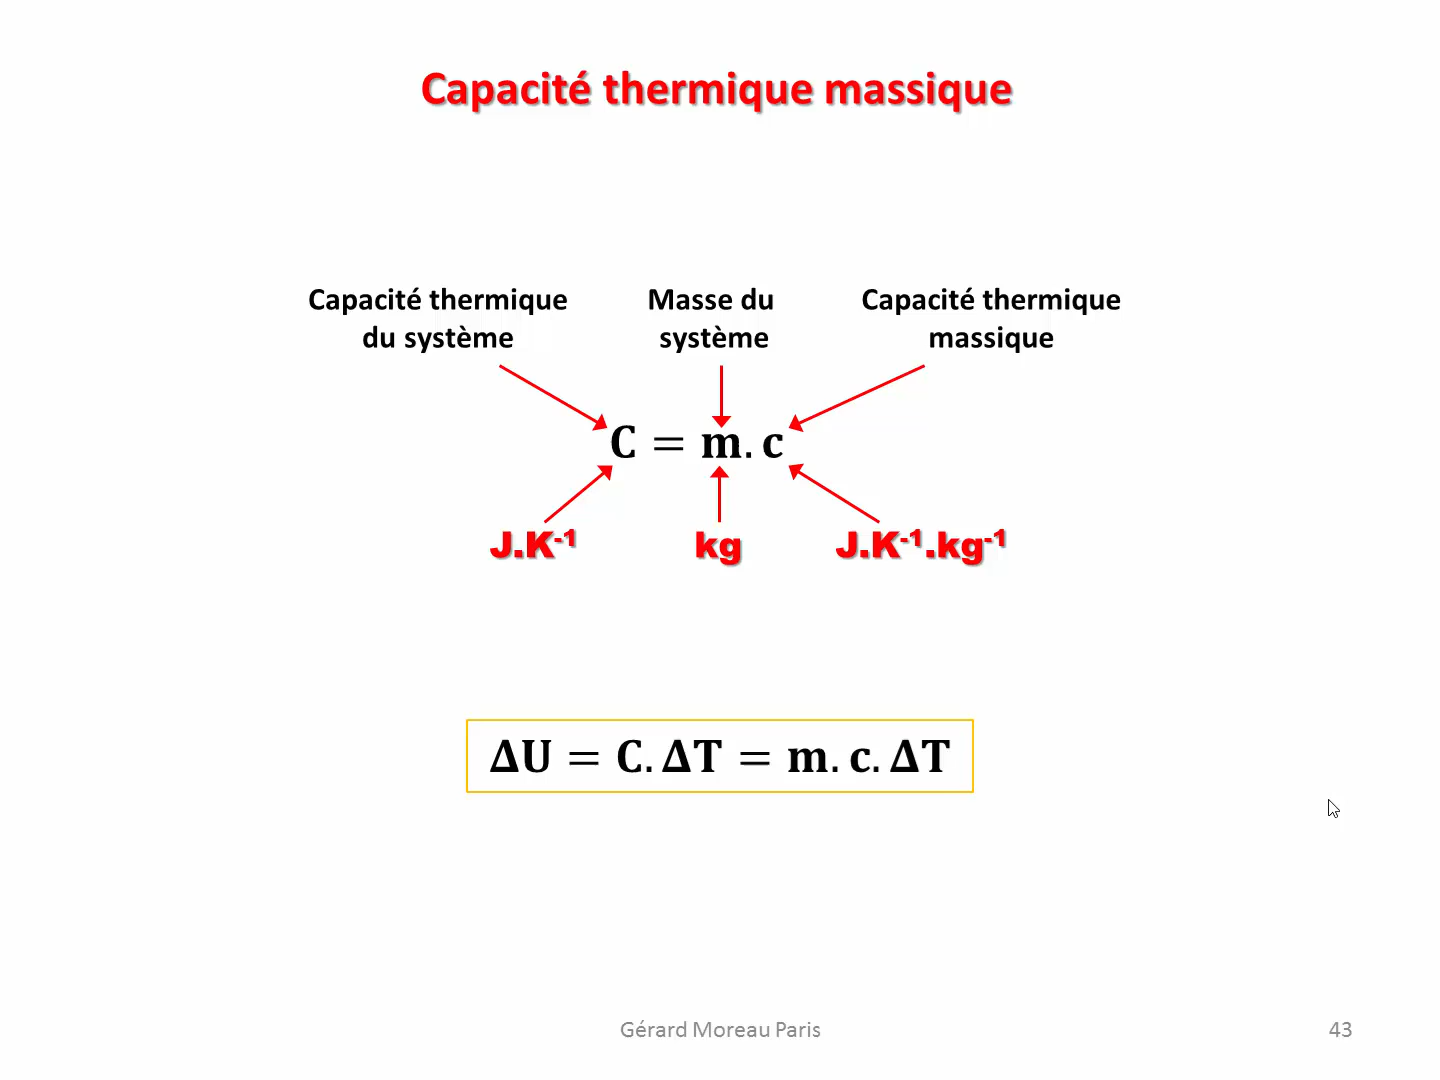 Capacité thermique massique
Capacité thermique
du système
Masse du
système
Capacité thermique
massique
C = m. c
J.K⁻¹
kg
J.K⁻¹.kg⁻¹
ΔU = C. ΔT = m. c. ΔT
Gérard Moreau Paris
43